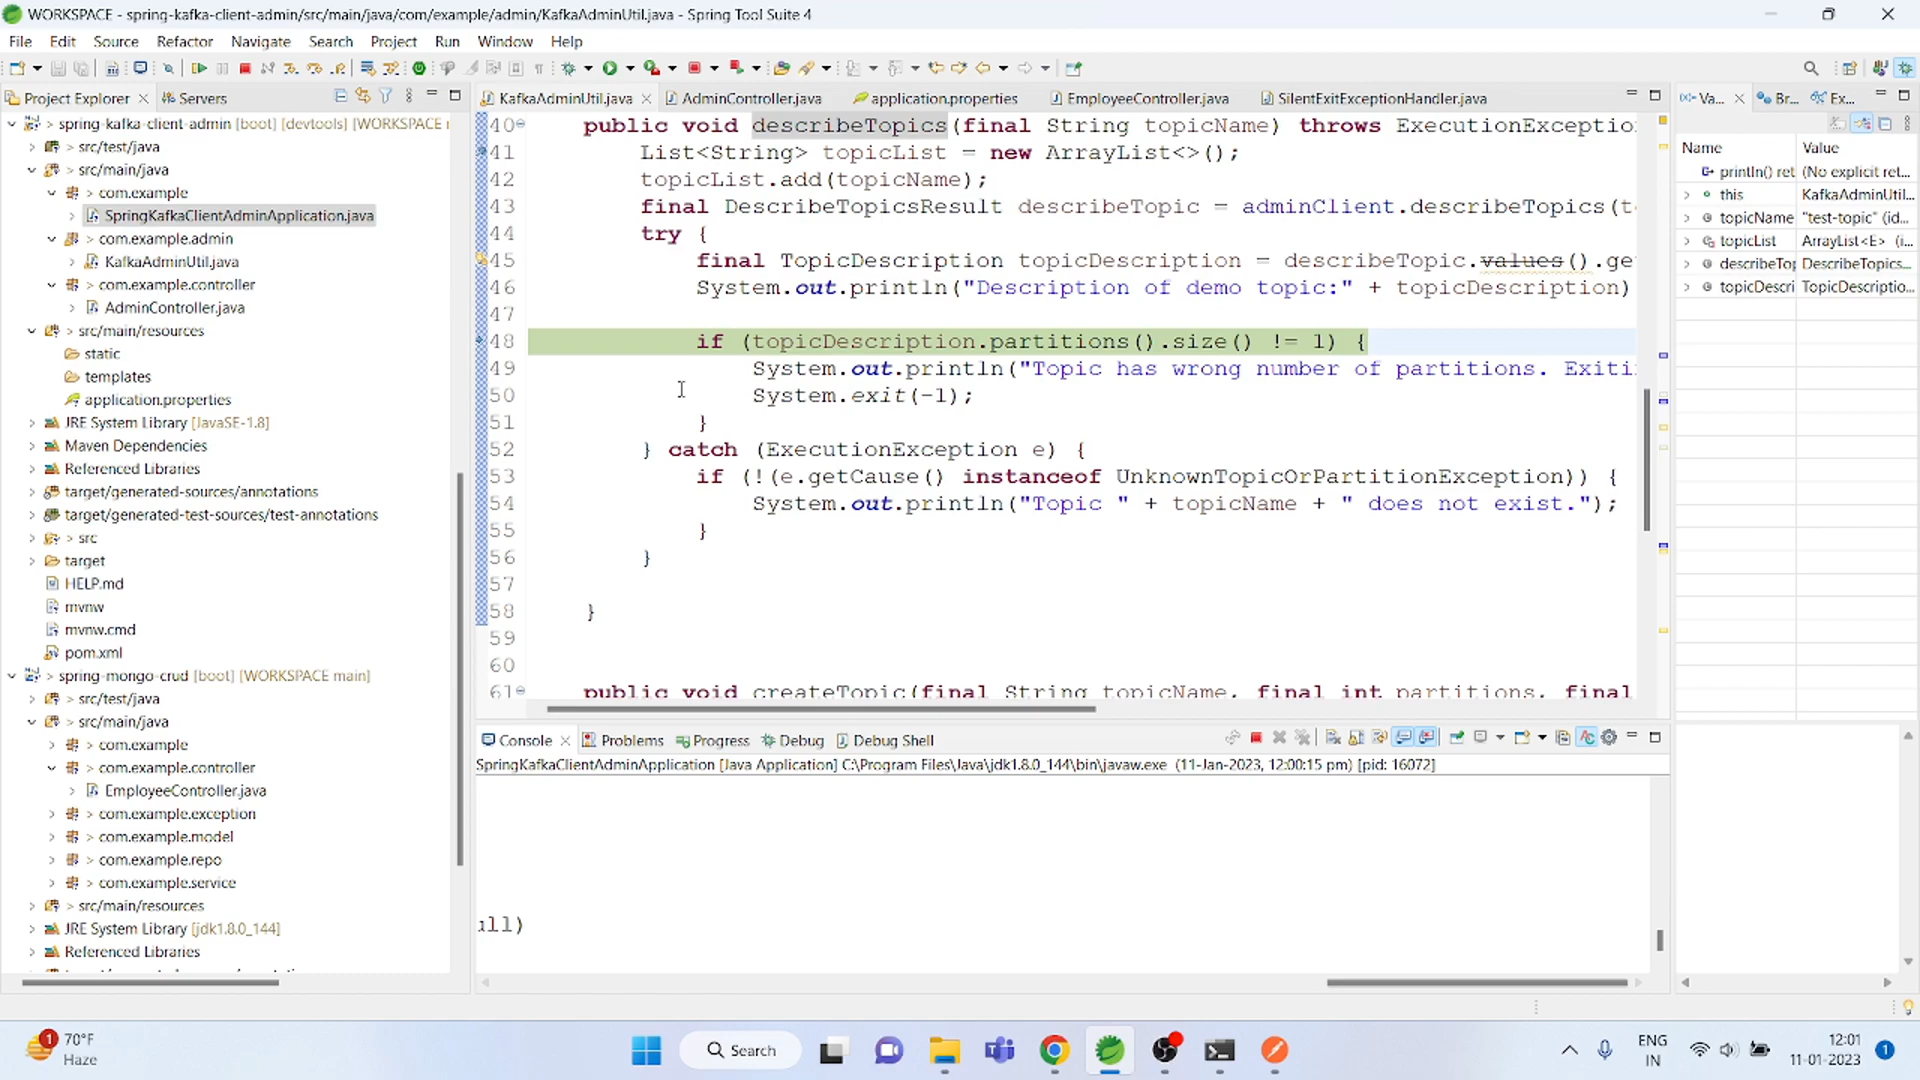 WORKSPACE - spring-kafka-client-admin/src/main/java/com/example/admin/KafkaAdminUtil.java - Spring Tool Suite 4
File Edit Source Refactor Navigate Search Project Run Window Help
Project Explorer
Servers
> spring-kafka-client-admin [boot] [devtools] [WORKSPACE
> src/test/java
> src/main/java
> com.example
> SpringKafkaClientAdminApplication.java
> com.example.admin
> KafkaAdminUtil.java
> com.example.controller
> AdminController.java
> src/main/resources
static
templates
application.properties
JRE System Library [JavaSE-1.8]
Maven Dependencies
Referenced Libraries
target/generated-sources/annotations
target/generated-test-sources/test-annotations
> src
target
HELP.md
mvnw
mvnw.cmd
pom.xml
> spring-mongo-crud [boot] [WORKSPACE main]
> src/test/java
> src/main/java
> com.example
> com.example.controller
> EmployeeController.java
> com.example.exception
> com.example.model
> com.example.repo
> com.example.service
> src/main/resources
JRE System Library [jdk1.8.0_144]
Referenced Libraries
KafkaAdminUtil.java AdminController.java application.properties EmployeeController.java SilentExitExceptionHandler.java
40 public void describeTopics(final String topicName) throws ExecutionExceptio
41 List<String> topicList = new ArrayList<>();
42 topicList.add(topicName);
43 final DescribeTopicsResult describeTopic = adminClient.describeTopics(t
44 try {
45 final TopicDescription topicDescription = describeTopic.values().ge
46 System.out.println("Description of demo topic:" + topicDescription)
47
48 if (topicDescription.partitions().size() != 1) {
49 System.out.println("Topic has wrong number of partitions. Exiti
50 System.exit(-1);
51 }
52 } catch (ExecutionException e) {
53 if (!(e.getCause() instanceof UnknownTopicOrPartitionException)) {
54 System.out.println("Topic " + topicName + " does not exist.");
55 }
56 }
57
58 }
59
60
61 public void createTopic(final String topicName, final int partitions, final
Va... Br... Ex...
Name Value
println() ret (No explicit ret...
this KafkaAdminUtil...
topicName "test-topic" (id...
topicList ArrayList<E> (i...
describeTop DescribeTopics...
topicDescri TopicDescriptio...
Console Problems Progress Debug Debug Shell
SpringKafkaClientAdminApplication [Java Application] C:\Program Files\Java\jdk1.8.0_144\bin\javaw.exe (11-Jan-2023, 12:00:15 pm) [pid: 16072]
ull)
1
70°F
Haze
Search
ENG
IN
12:01
11-01-2023
1